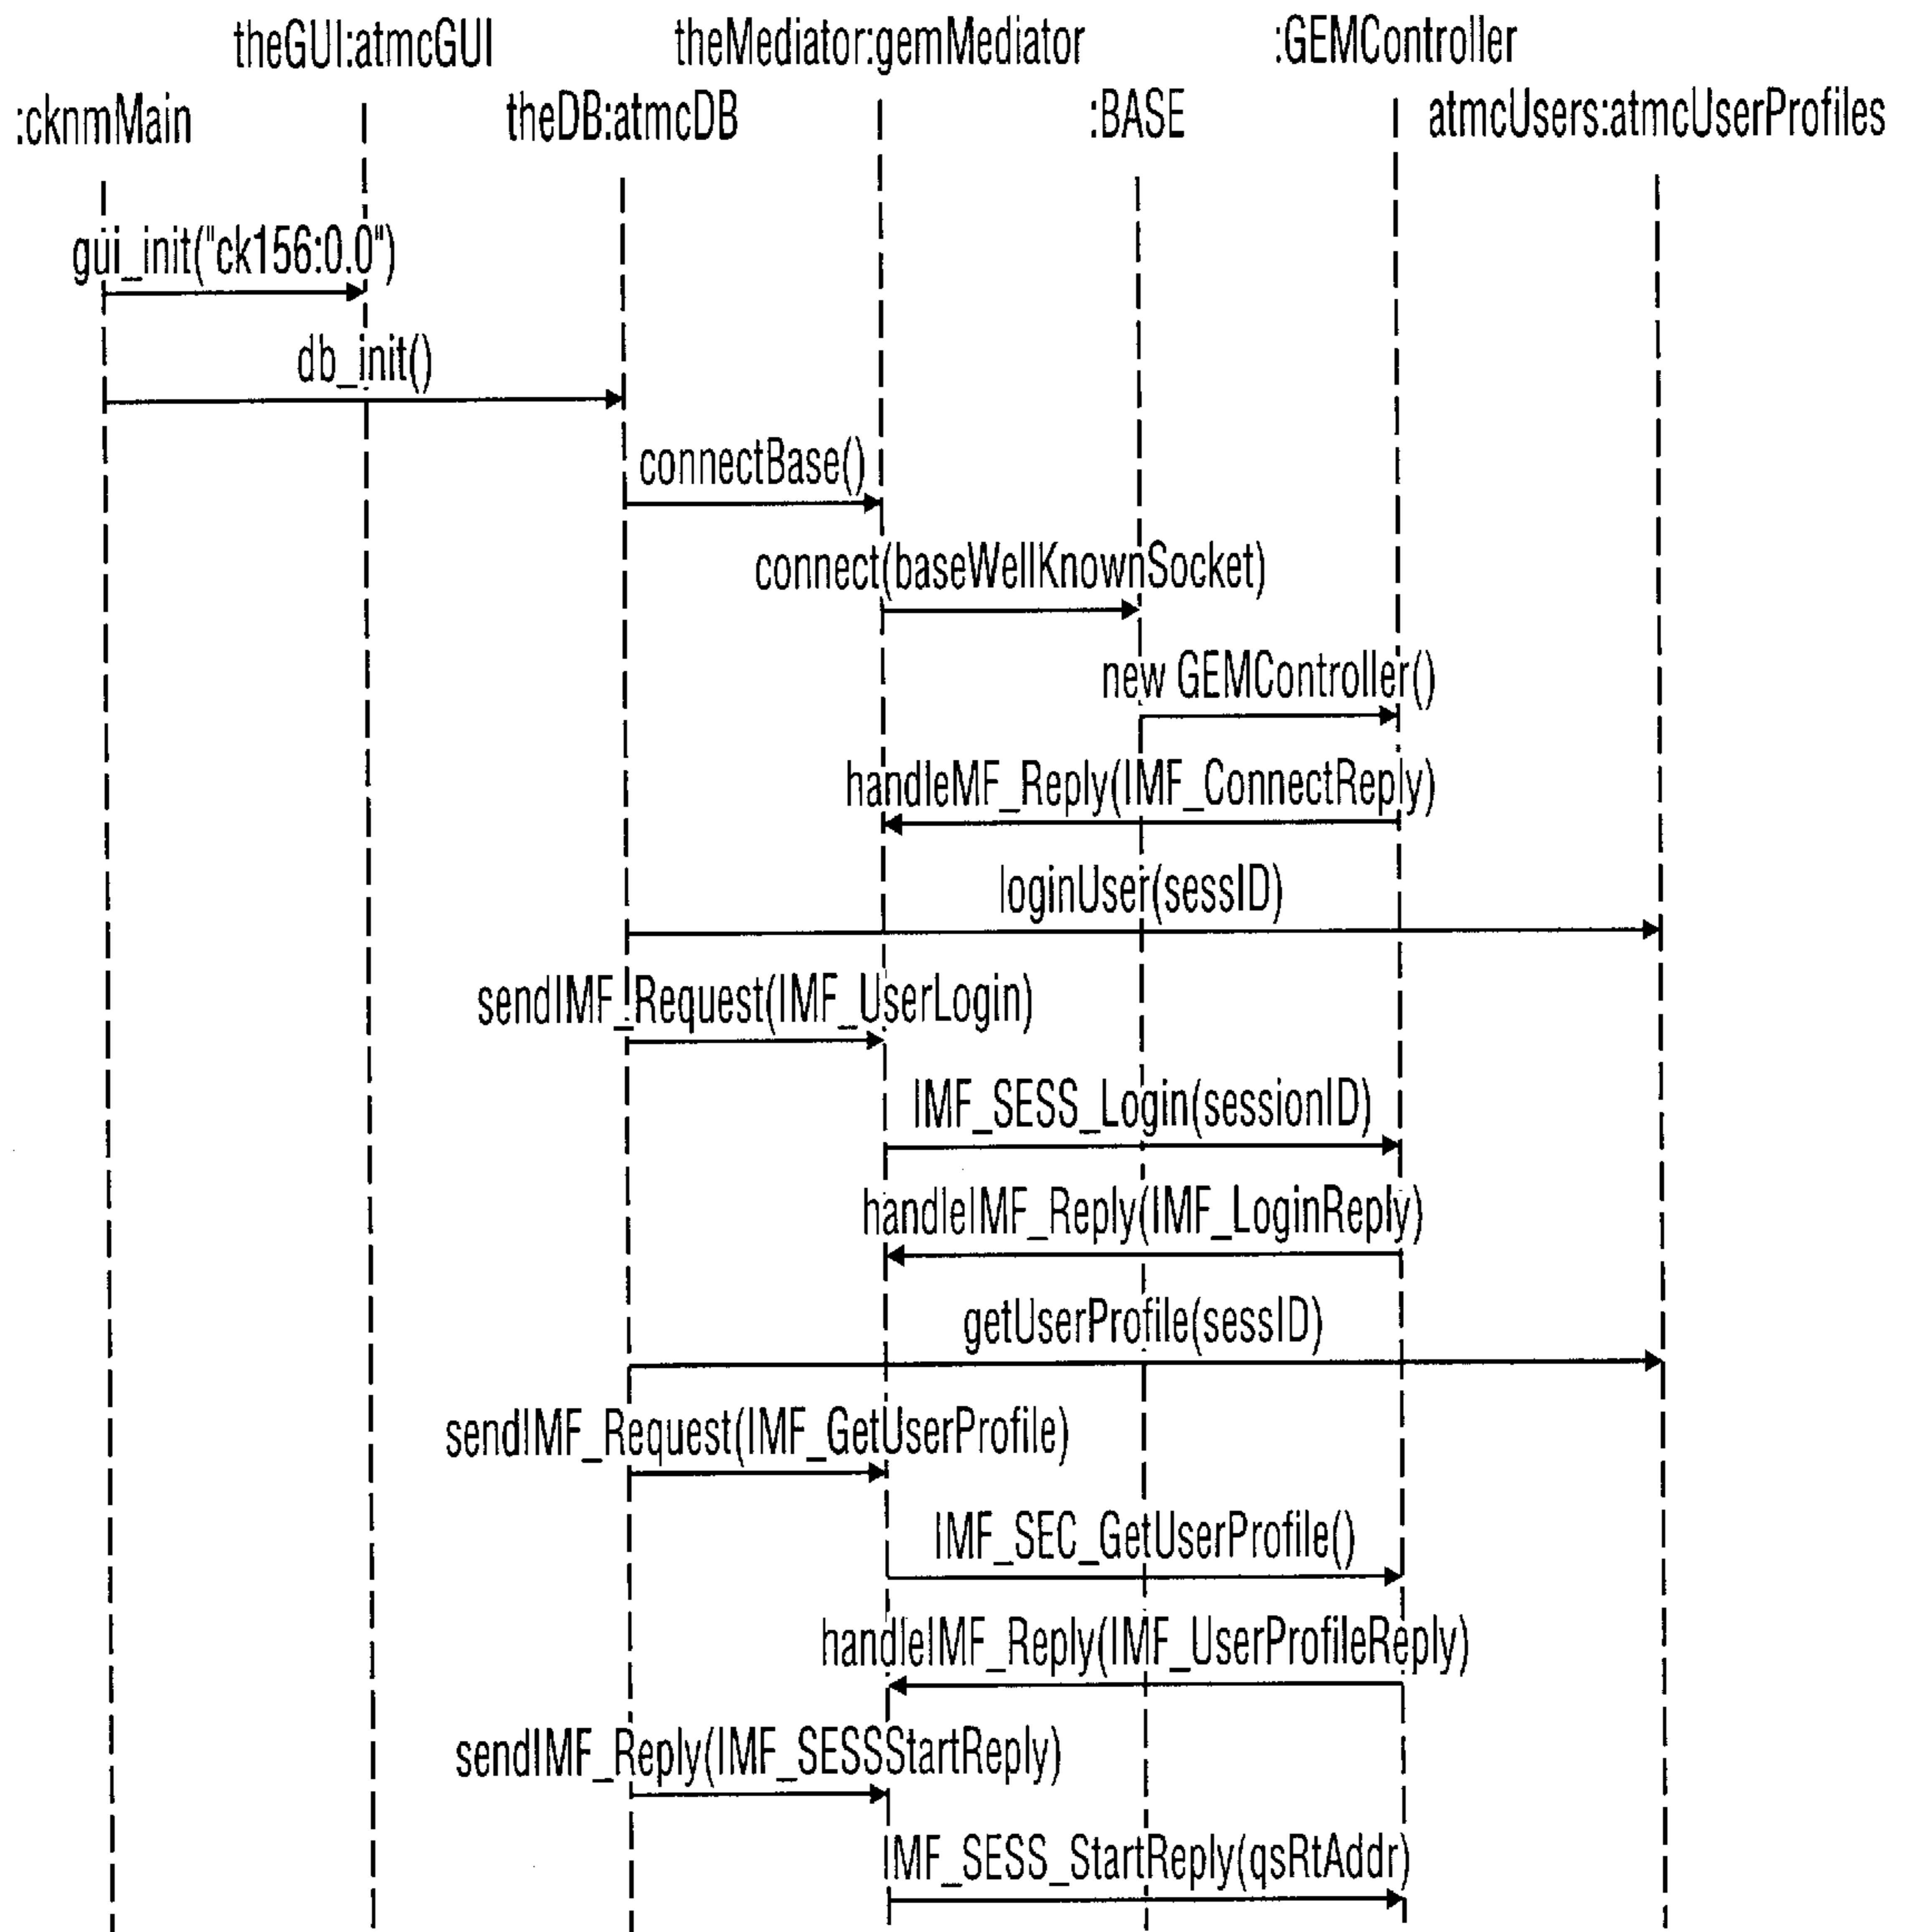 theGUI:atmcGUI theMediator:gemMediator :GEMController
:cknmMain theDB:atmcDB :BASE atmcUsers:atmcUserProfiles
gui_init("ck156:0.0")
db_init()
connectBase()
connect(baseWellKnownSocket)
new GEMController()
handleMF_Reply(IMF_ConnectReply)
loginUser(sessID)
sendIMF_Request(IMF_UserLogin)
IMF_SESS_Login(sessionID)
handleIMF_Reply(IMF_LoginReply)
getUserProfile(sessID)
sendIMF_Request(IMF_GetUserProfile)
IMF_SEC_GetUserProfile()
handleIMF_Reply(IMF_UserProfileReply)
sendIMF_Reply(IMF_SESSStartReply)
IMF_SESS_StartReply(qsRtAddr)